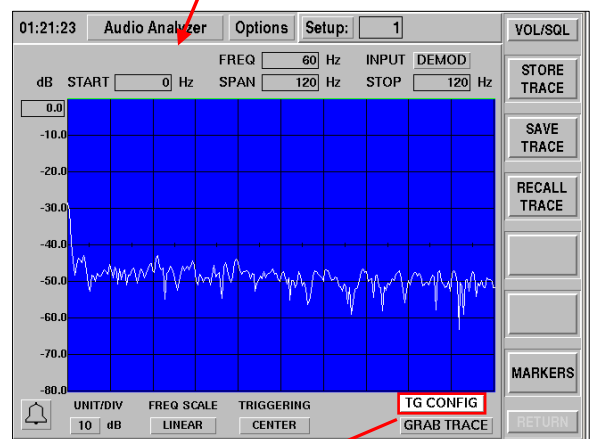 01:21:23 Audio Analyzer Options Setup: 1 VOL/SQL
FREQ 60 Hz INPUT DEMOD
dB START 0 Hz SPAN 120 Hz STOP 120 Hz
STORE
TRACE
0.0
-10.0
SAVE
TRACE
-20.0
RECALL
TRACE
-30.0
-40.0
-50.0
-60.0
-70.0
MARKERS
-80.0
UNIT/DIV FREQ SCALE TRIGGERING TG CONFIG
10 dB LINEAR CENTER GRAB TRACE RETURN